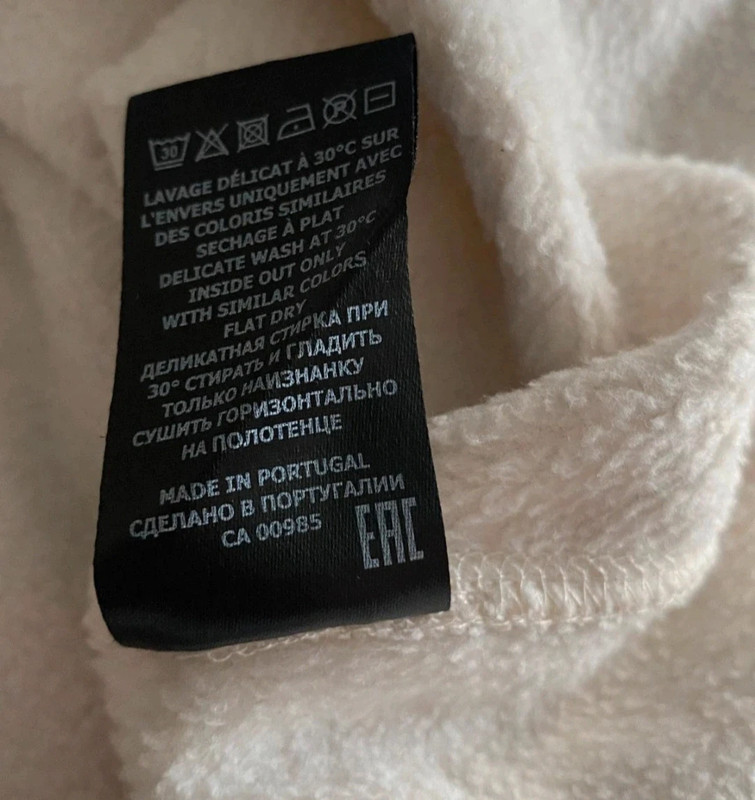 30
LAVAGE DÉLICAT À 30°C SUR
L'ENVERS UNIQUEMENT AVEC
DES COLORIS SIMILAIRES
SECHAGE À PLAT
DELICATE WASH AT 30°C
INSIDE OUT ONLY
WITH SIMILAR COLORS
FLAT DRY
ДЕЛИКАТНАЯ СТИРКА ПРИ
30° СТИРАТЬ И ГЛАДИТЬ
ТОЛЬКО НАИЗНАНКУ
СУШИТЬ ГОРИЗОНТАЛЬНО
НА ПОЛОТЕНЦЕ
MADE IN PORTUGAL
СДЕЛАНО В ПОРТУГАЛИИ
CA 00985
EAC